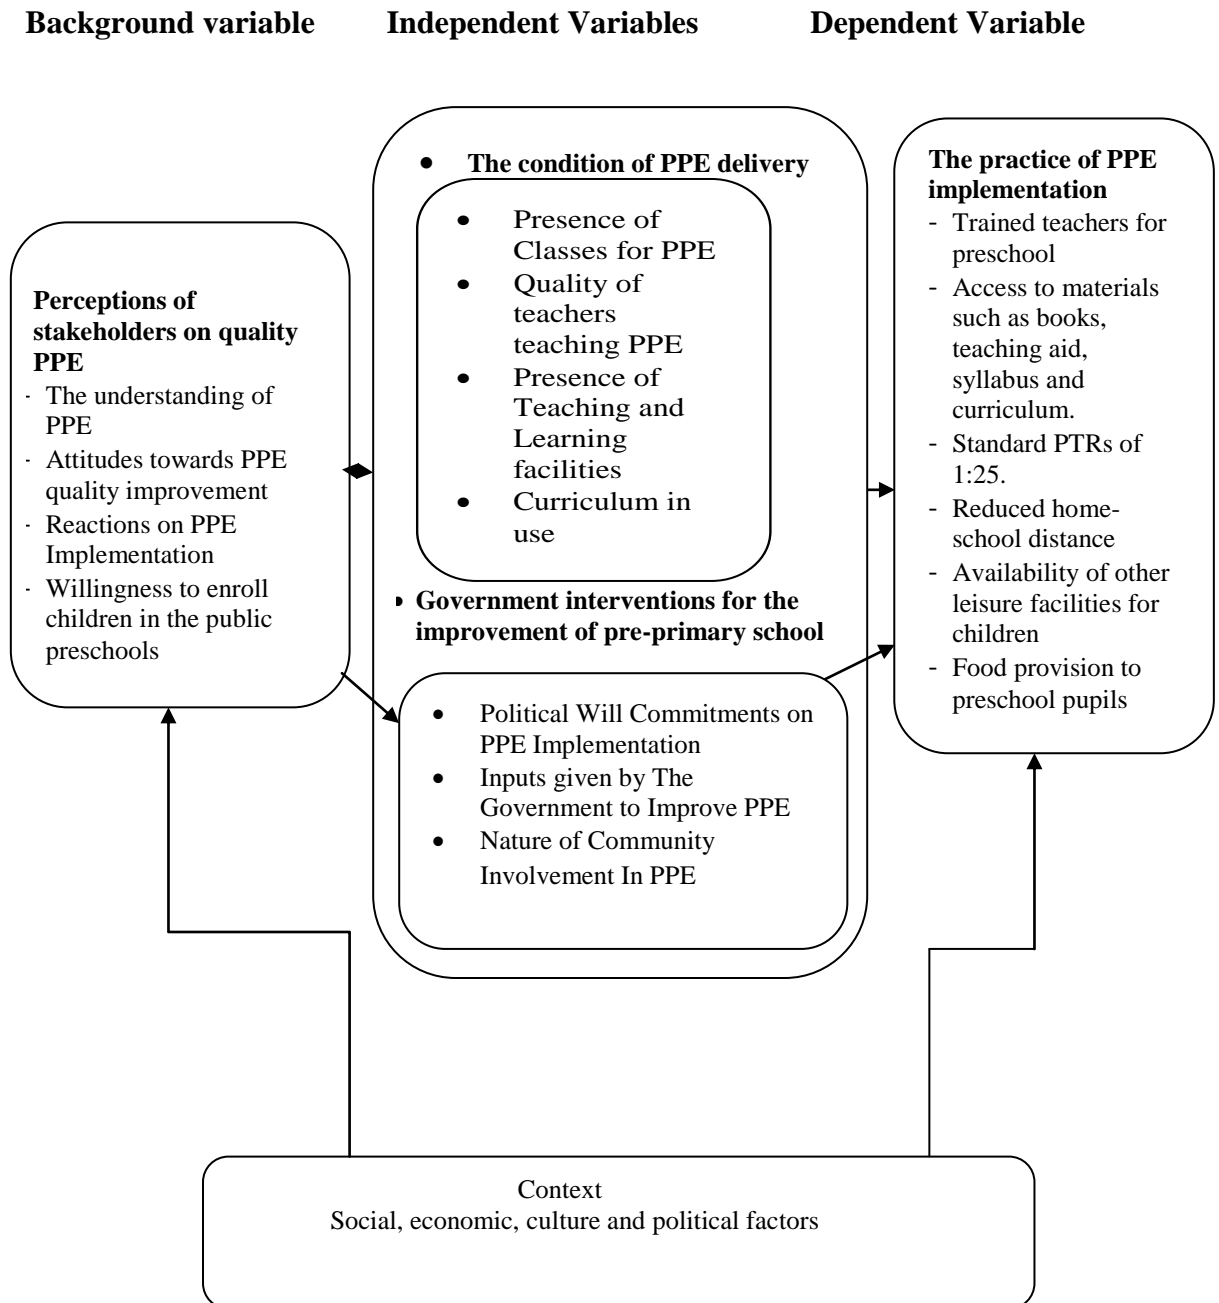 Background variable
Independent Variables
Dependent Variable
Perceptions of
stakeholders on quality
PPE
- The understanding of
PPE
- Attitudes towards PPE
quality improvement
- Reactions on PPE
Implementation
- Willingness to enroll
children in the public
preschools
• The condition of PPE delivery
• Presence of
Classes for PPE
• Quality of
teachers
teaching PPE
• Presence of
Teaching and
Learning
facilities
• Curriculum in
use
• Government interventions for the
improvement of pre-primary school
• Political Will Commitments on
PPE Implementation
• Inputs given by The
Government to Improve PPE
• Nature of Community
Involvement In PPE
The practice of PPE
implementation
- Trained teachers for
preschool
- Access to materials
such as books,
teaching aid,
syllabus and
curriculum.
- Standard PTRs of
1:25.
- Reduced home-
school distance
- Availability of other
leisure facilities for
children
- Food provision to
preschool pupils
Context
Social, economic, culture and political factors